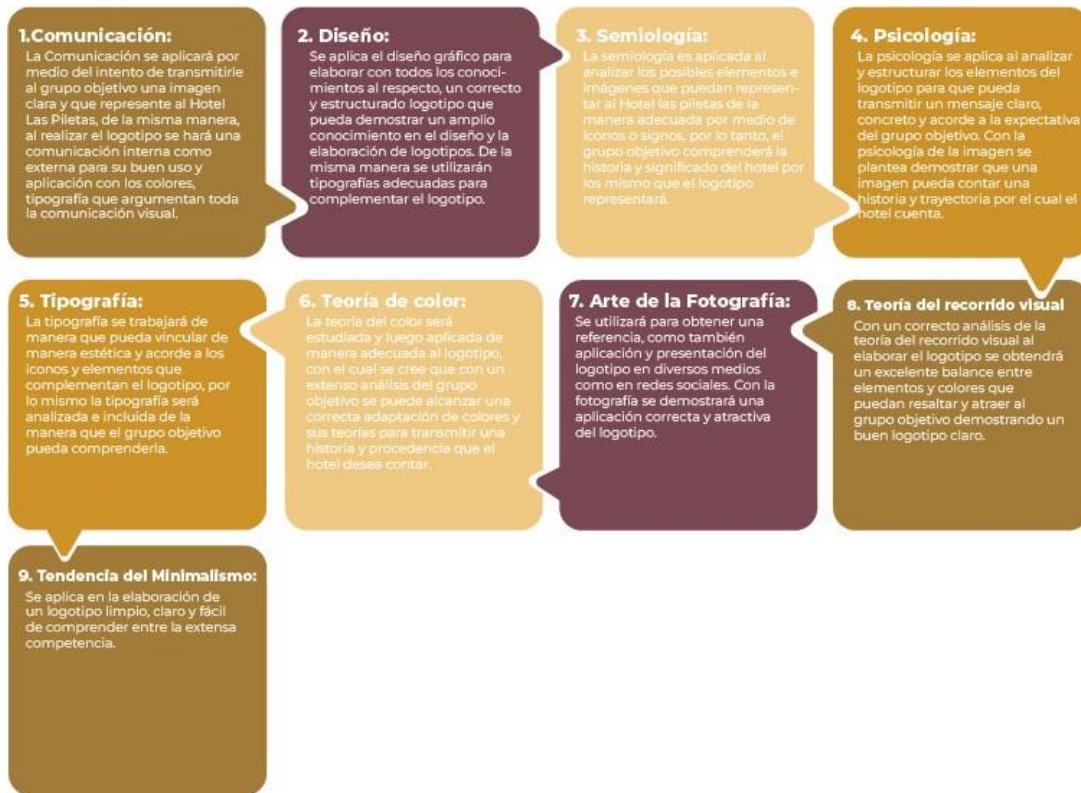 1.Comunicación:
La Comunicación se aplicará por
medio del intento de transmitirle
al grupo objetivo una imagen
clara y que represente al Hotel
Las Piletas, de la misma manera,
al realizar el logotipo se hará una
comunicación interna como
externa para su buen uso y
aplicación con los colores,
tipografía que argumentan toda
la comunicación visual.
2. Diseño:
Se aplica el diseño gráfico para
elaborar con todos los conoci-
mientos al respecto, un correcto
y estructurado logotipo que
pueda demostrar un amplio
conocimiento en el diseño y la
elaboración de logotipos. De la
misma manera se utilizarán
tipografías adecuadas para
complementar el logotipo.
3. Semiología:
La semiología es aplicada al
analizar los posibles elementos e
imágenes que puedan represen-
tar al Hotel las piletas de la
manera adecuada por medio de
íconos o signos, por lo tanto, el
grupo objetivo comprenderá la
historia y significado del hotel por
los mismo que el logotipo
representará.
4. Psicología:
La psicología se aplica al analizar
y estructurar los elementos del
logotipo para que pueda
transmitir un mensaje claro,
concreto y acorde a la expectativa
del grupo objetivo. Con la
psicología de la imagen se
plantea demostrar que una
imagen pueda contar una
historia y trayectoria por el cual el
hotel cuenta.
5. Tipografía:
La tipografía se trabajará de
manera que pueda vincular de
manera estética y acorde a los
iconos y elementos que
complementan el logotipo, por
lo mismo la tipografía será
analizada e incluida de la
manera que el grupo objetivo
pueda comprenderla.
6. Teoría de color:
La teoría del color será
estudiada y luego aplicada de
manera adecuada al logotipo,
con el cual se cree que con un
extenso análisis del grupo
objetivo se puede alcanzar una
correcta adaptación de colores y
sus teorías para transmitir una
historia y procedencia que el
hotel desea contar.
7. Arte de la Fotografía:
Se utilizará para obtener una
referencia, como también
aplicación y presentación del
logotipo en diversos medios
como en redes sociales. Con la
fotografía se demostrará una
aplicación correcta y atractiva
del logotipo.
8. Teoría del recorrido visual
Con un correcto análisis de la
teoría del recorrido visual al
elaborar el logotipo se obtendrá
un excelente balance entre
elementos y colores que
puedan resaltar y atraer al
grupo objetivo demostrando un
buen logotipo claro.
9. Tendencia del Minimalismo:
Se aplica en la elaboración de
un logotipo limpio, claro y fácil
de comprender entre la extensa
competencia.